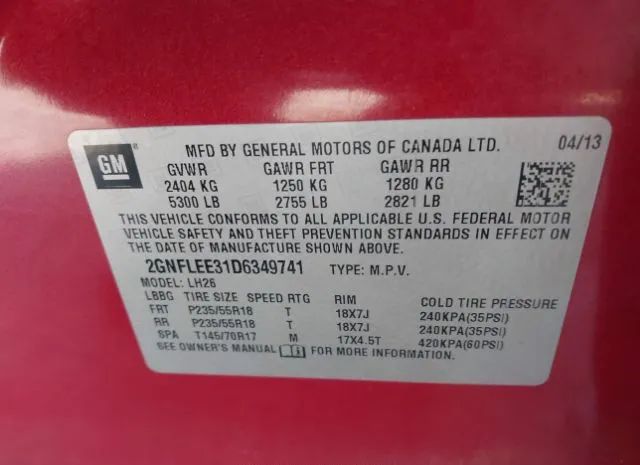 GM
MFD BY GENERAL MOTORS OF CANADA LTD. 04/13
GVWR GAWR FRT GAWR RR
2404 KG 1250 KG 1280 KG
5300 LB 2755 LB 2821 LB
THIS VEHICLE CONFORMS TO ALL APPLICABLE U.S. FEDERAL MOTOR
VEHICLE SAFETY AND THEFT PREVENTION STANDARDS IN EFFECT ON
THE DATE OF MANUFACTURE SHOWN ABOVE.
2GNFLEE31D6349741 TYPE: M.P.V.
MODEL: LH26
LBBG TIRE SIZE SPEED RTG RIM COLD TIRE PRESSURE
FRT P235/55R18 T 18X7J 240KPA(35PSI)
RR P235/55R18 T 18X7J 240KPA(35PSI)
SPA T145/70R17 M 17X4.5T 420KPA(60PSI)
SEE OWNER'S MANUAL FOR MORE INFORMATION.